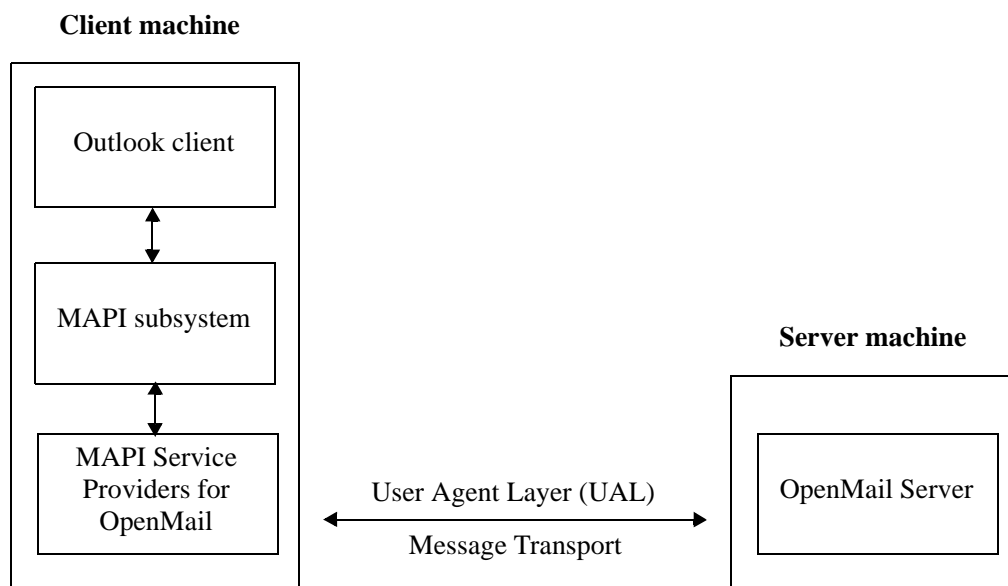 Client machine
Outlook client
MAPI subsystem
MAPI Service
Providers for
OpenMail
User Agent Layer (UAL)
Message Transport
Server machine
OpenMail Server